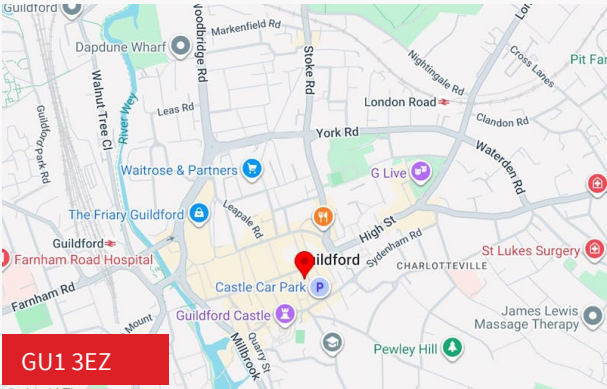 Guildford
Markenfield Rd
Woodbridge Rd
Dapdune Wharf
Stoke Rd
Nightingale Rd
Cross Lanes
Pit Far
Walnut Tree Cl
River Wey
Guildford Park Rd
Leas Rd
London Road
Clandon Rd
York Rd
Waterden Rd
Waitrose & Partners
G Live
The Friary Guildford
Leapale Rd
High St
Sydenham Rd
Guildford
Farnham Road Hospital
uildford
St Lukes Surgery
CHARLOTTEVILLE
Castle Car Park
P
Farnham Rd
Mount
Guildford Castle
Millbrook
Quarry St
James Lewis
Massage Therapy
Pewley Hill
GU1 3EZ